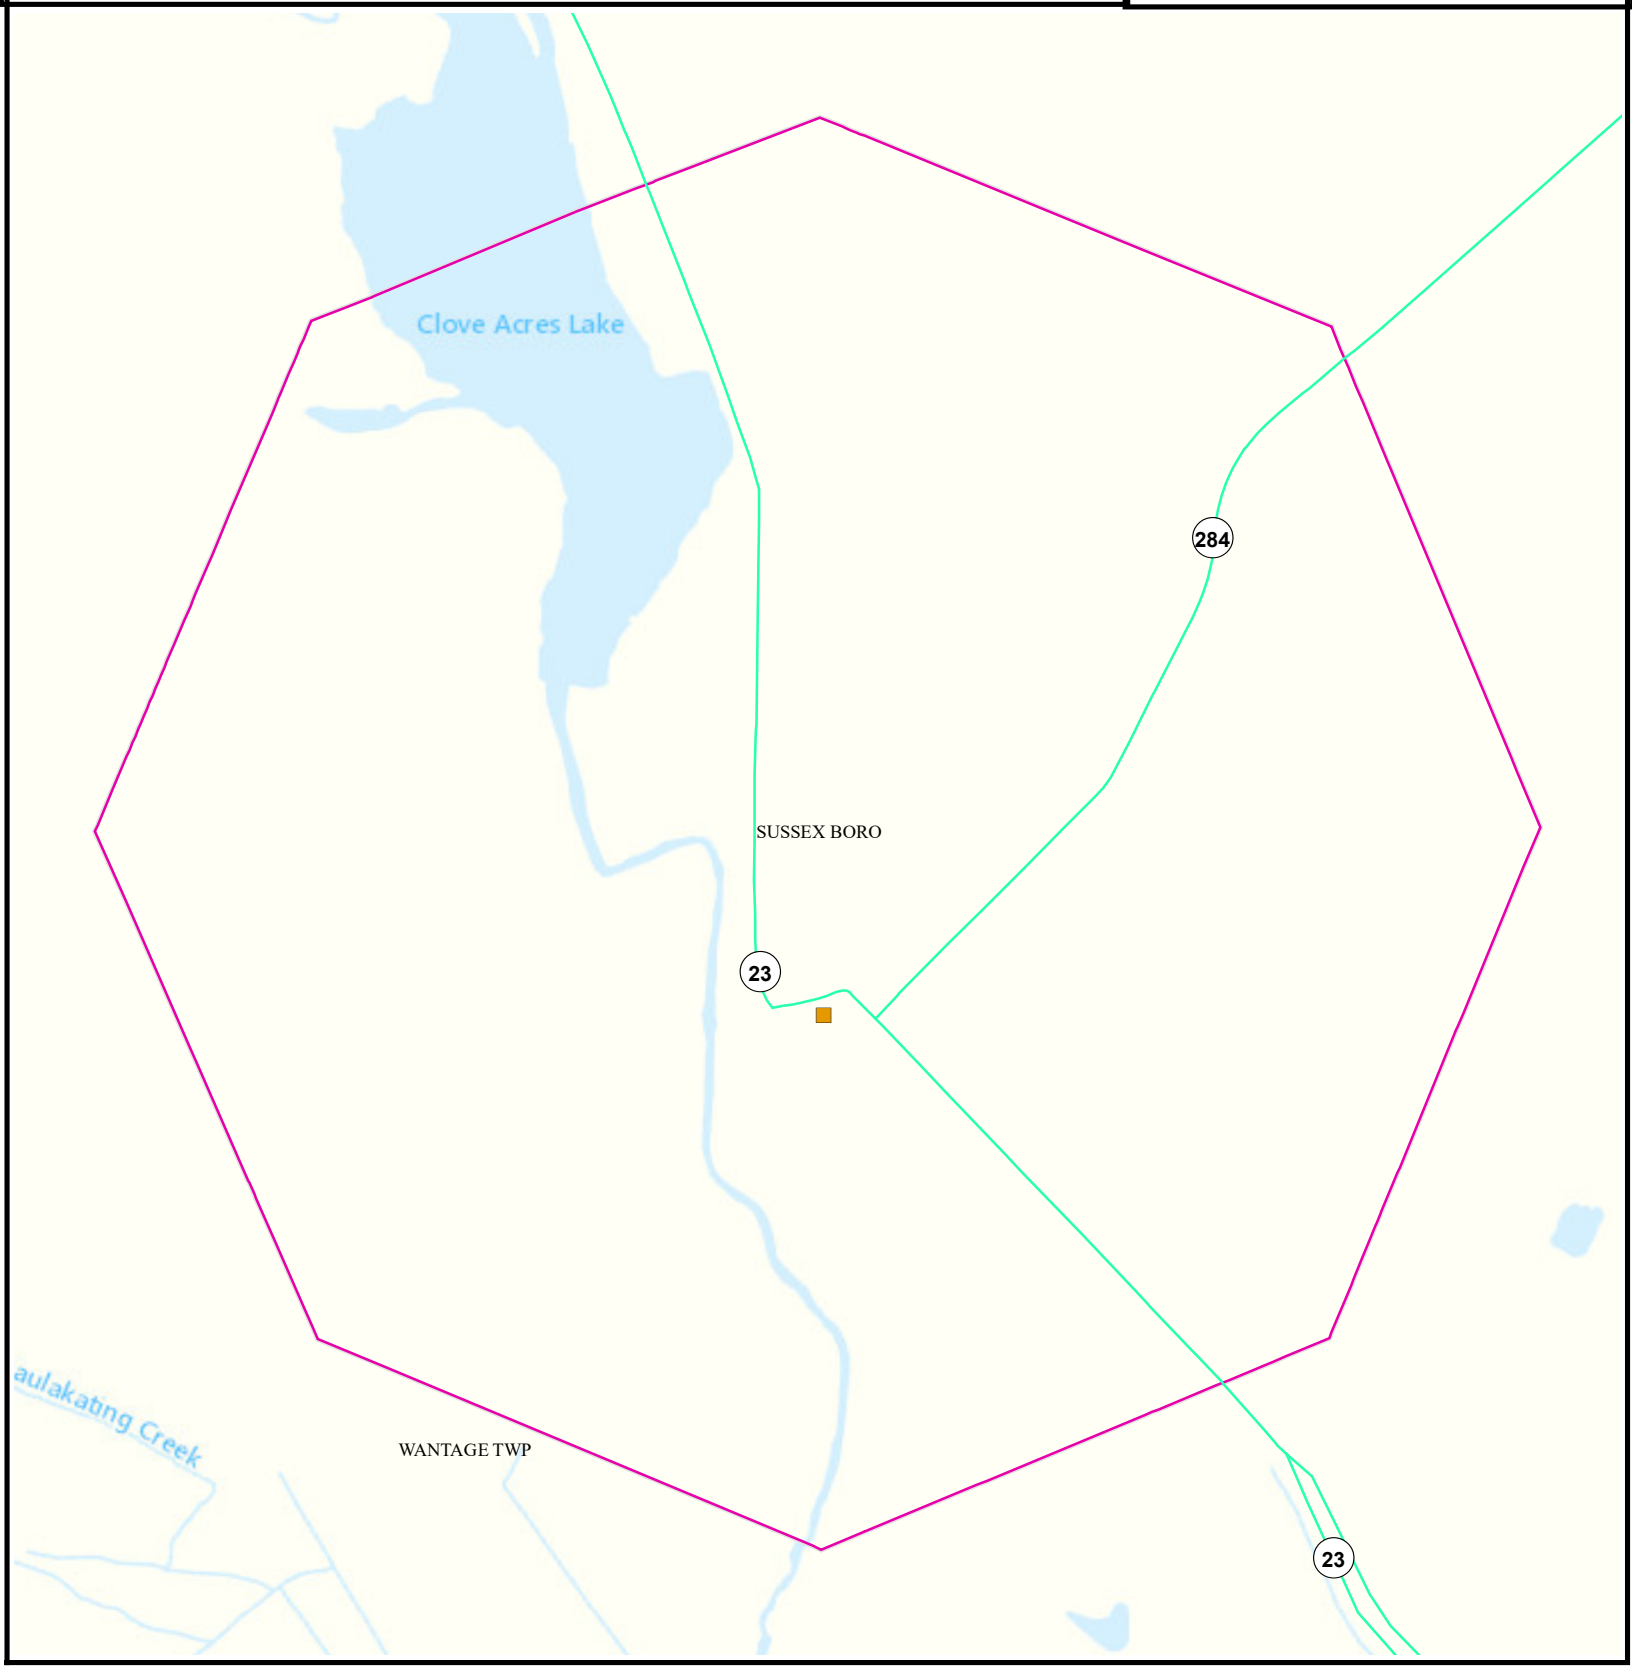 Clove Acres Lake
284
SUSSEX BORO
23
aulakating Creek
WANTAGE TWP
23